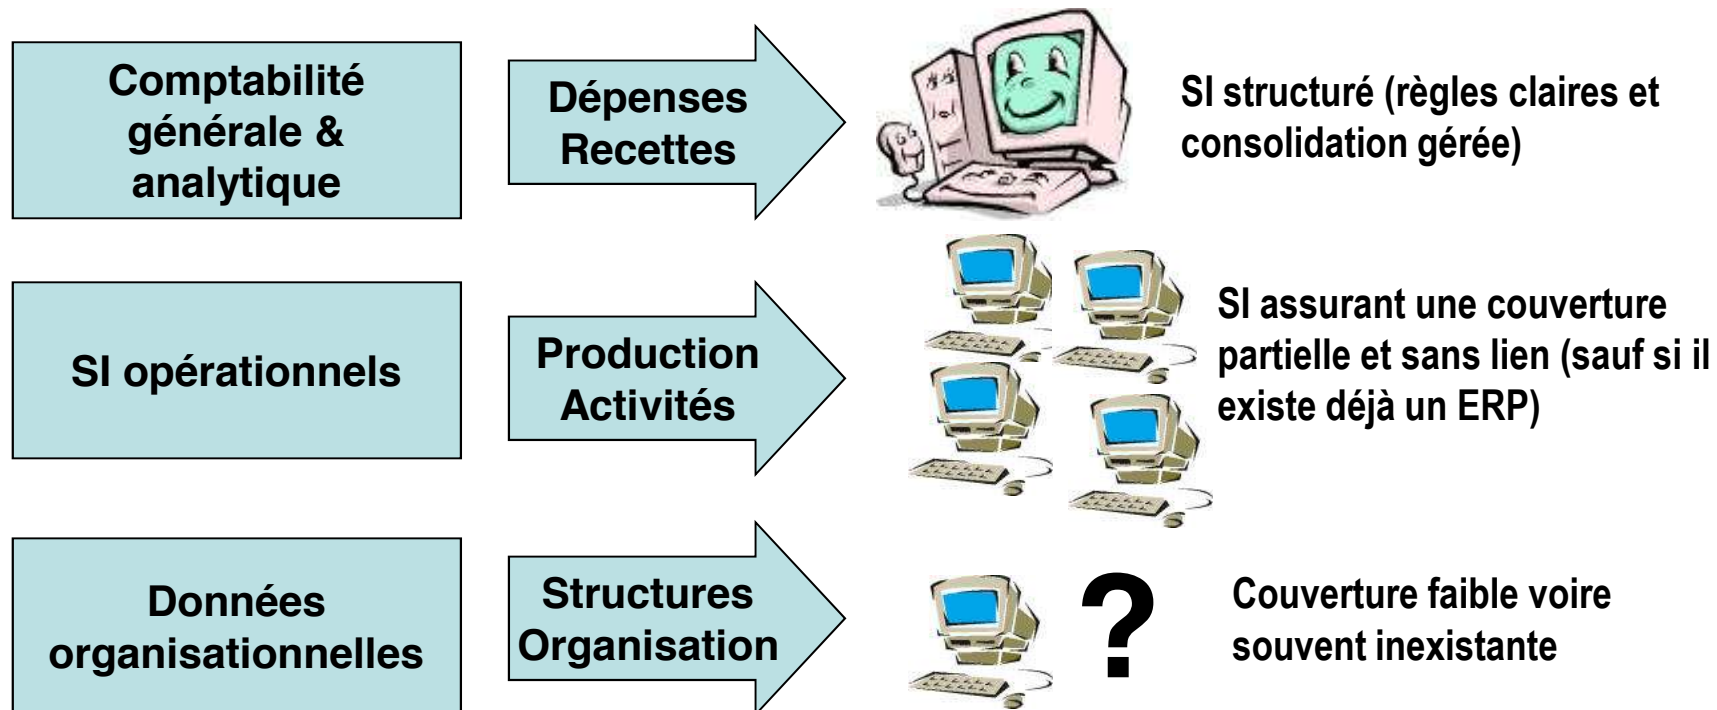 Comptabilité
générale &
analytique
Dépenses
Recettes
SI structuré (règles claires et
consolidation gérée)
SI opérationnels
Production
Activités
SI assurant une couverture
partielle et sans lien (sauf si il
existe déjà un ERP)
Données
organisationnelles
Structures
Organisation
?
Couverture faible voire
souvent inexistante